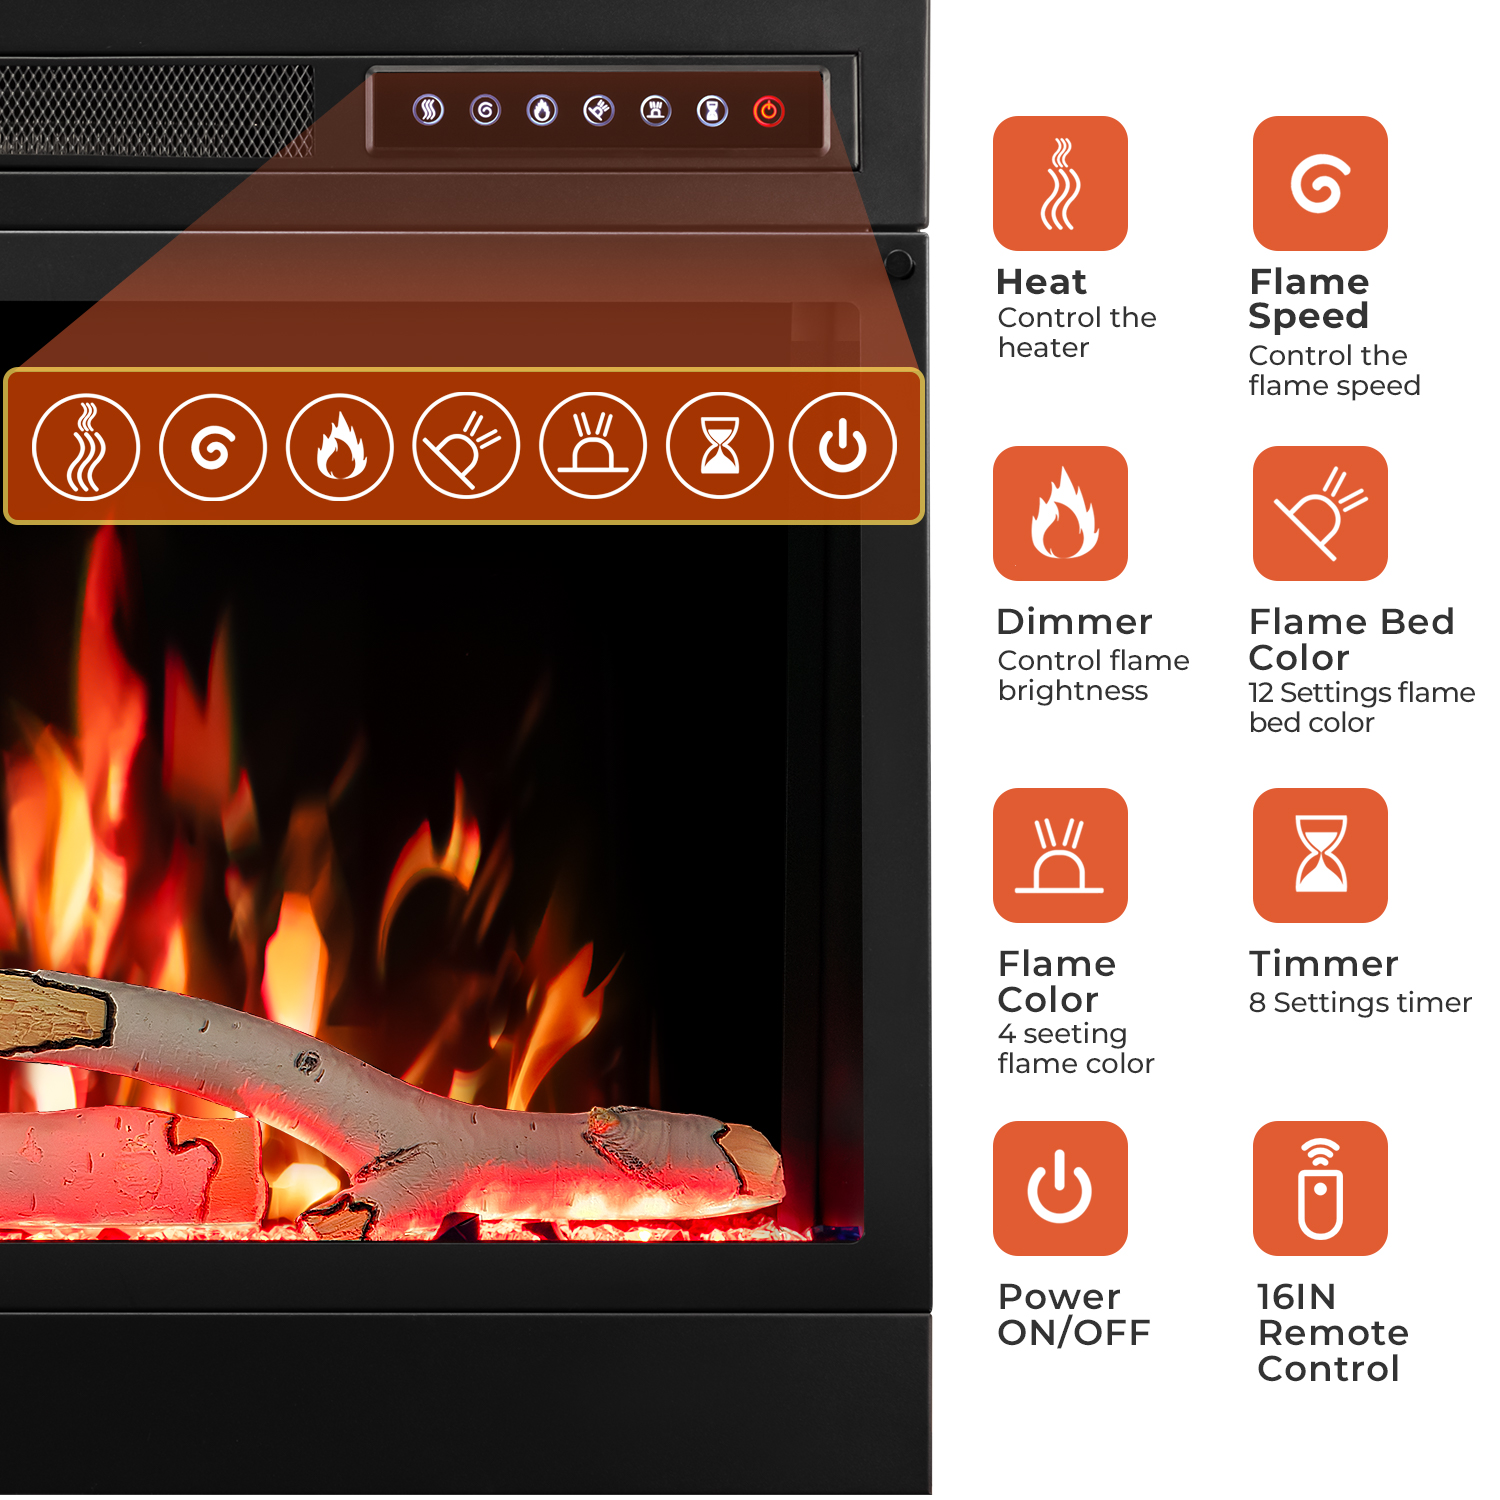 Heat
Control the
heater
Flame
Speed
Control the
flame speed
Dimmer
Control flame
brightness
Flame Bed
Color
12 Settings flame
bed color
Flame
Color
4 seeting
flame color
Timmer
8 Settings timer
Power
ON/OFF
16IN
Remote
Control